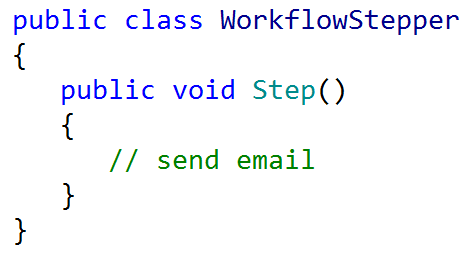 public class WorkflowStepper
{
public void Step()
{
// send email
}
}